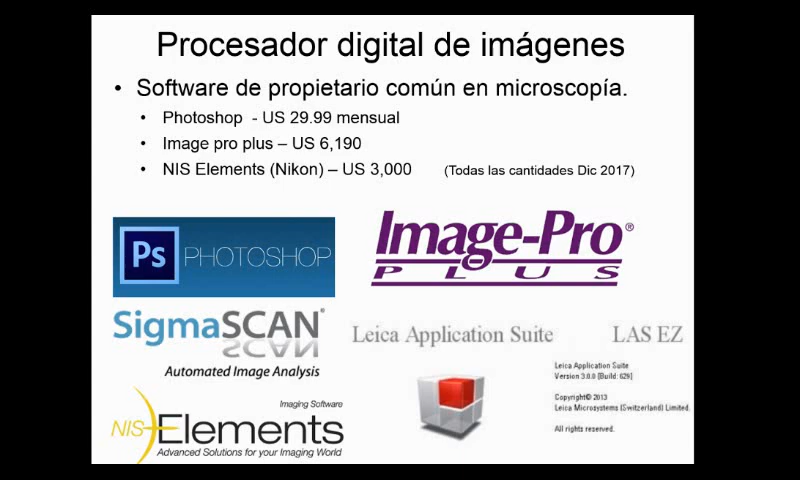 Procesador digital de imágenes
• Software de propietario común en microscopía.
• Photoshop - US 29.99 mensual
• Image pro plus – US 6,190
• NIS Elements (Nikon) – US 3,000 (Todas las cantidades Dic 2017)
Ps PHOTOSHOP
Image-Pro®
PLUS
SigmaSCAN®
SCAN
Automated Image Analysis
Leica Application Suite LAS EZ
Leica Application Suite
Version 3.0.0 [Build: 629]
Copyright© 2013
Leica Microsystems (Switzerland) Limited.
All rights reserved.
Imaging Software
NIS Elements
Advanced Solutions for your Imaging World